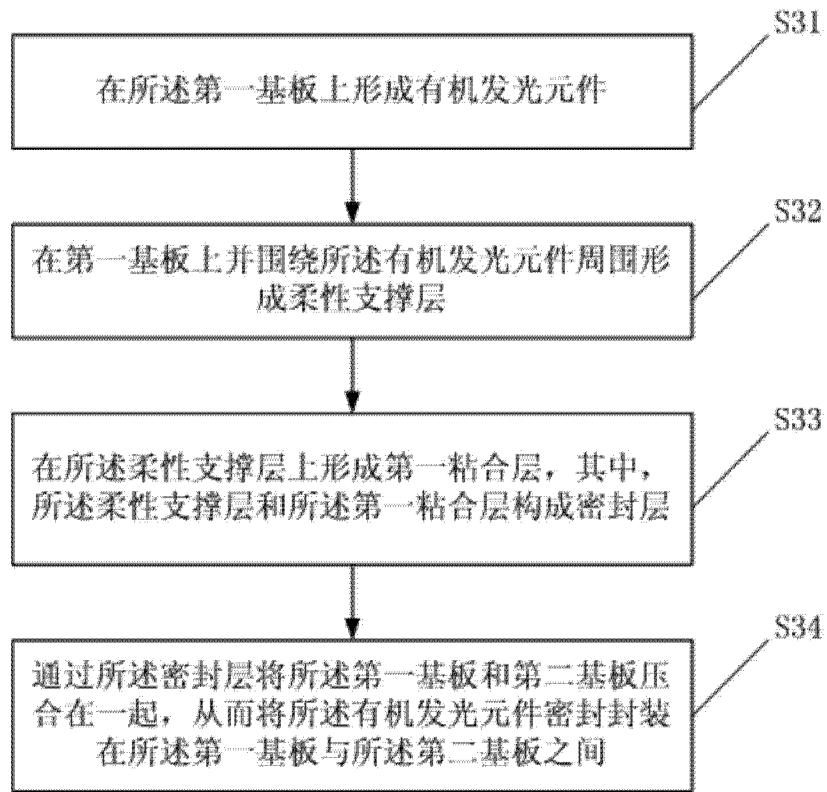 S31
在所述第一基板上形成有机发光元件
S32
在第一基板上并围绕所述有机发光元件周围形
成柔性支撑层
S33
在所述柔性支撑层上形成第一粘合层，其中，
所述柔性支撑层和所述第一粘合层构成密封层
S34
通过所述密封层将所述第一基板和第二基板压
合在一起，从而将所述有机发光元件密封封装
在所述第一基板与所述第二基板之间